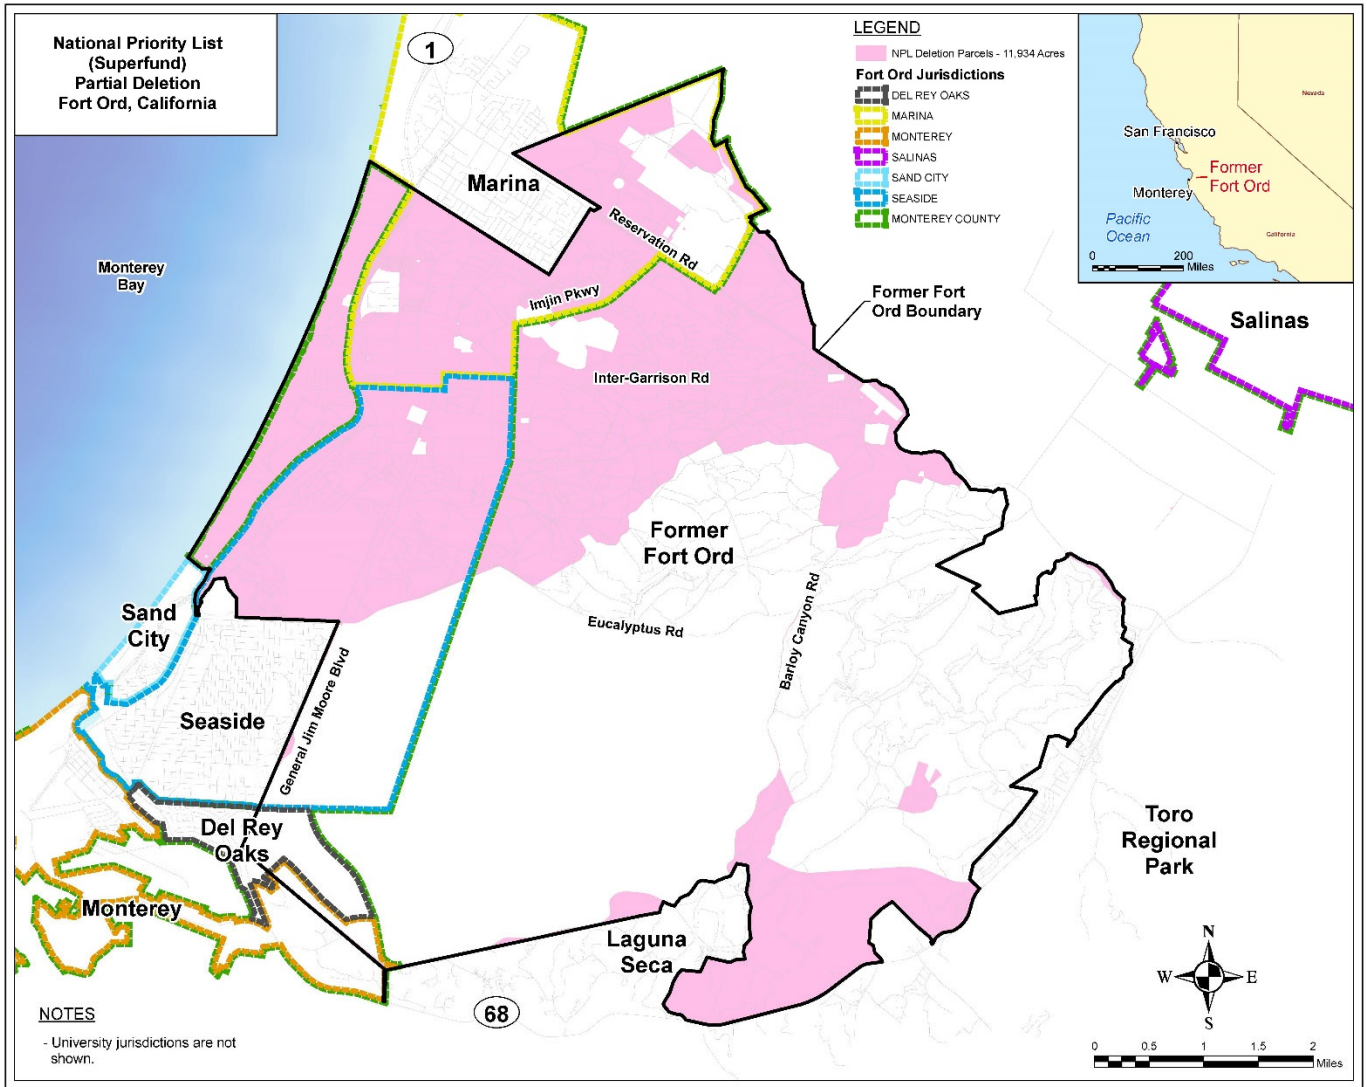 National Priority List
(Superfund)
Partial Deletion
Fort Ord, California
1
LEGEND
NPL Deletion Parcels - 11,934 Acres
Fort Ord Jurisdictions
DEL REY OAKS
MARINA
MONTEREY
SALINAS
SAND CITY
SEASIDE
MONTEREY COUNTY
Nevada
San Francisco
Former
Fort Ord
Monterey
Pacific
Ocean
California
0
200
Miles
Marina
Reservation Rd
Monterey
Bay
Imjin Pkwy
Former Fort
Ord Boundary
Salinas
Inter-Garrison Rd
Former
Fort Ord
Sand
City
Eucalyptus Rd
Barloy Canyon Rd
General Jim Moore Blvd
Seaside
Del Rey
Oaks
Toro
Regional
Park
Monterey
Laguna
Seca
68
N
W
E
S
NOTES
- University jurisdictions are not
shown.
0
0.5
1
1.5
2
Miles